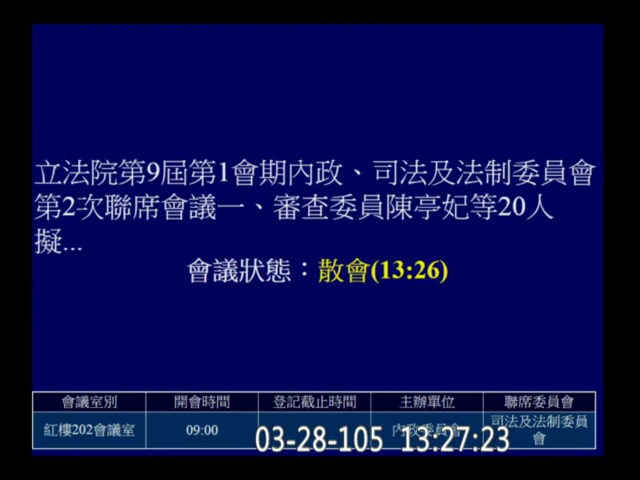 立法院第9屆第1會期內政、司法及法制委員會
第2次聯席會議一、審查委員陳亭妃等20人
擬...
會議狀態：散會(13:26)
會議室別 開會時間 登記截止時間 主辦單位 聯席委員會
紅樓202會議室 09:00 內政委員會 司法及法制委員會
03-28-105 13:27:23